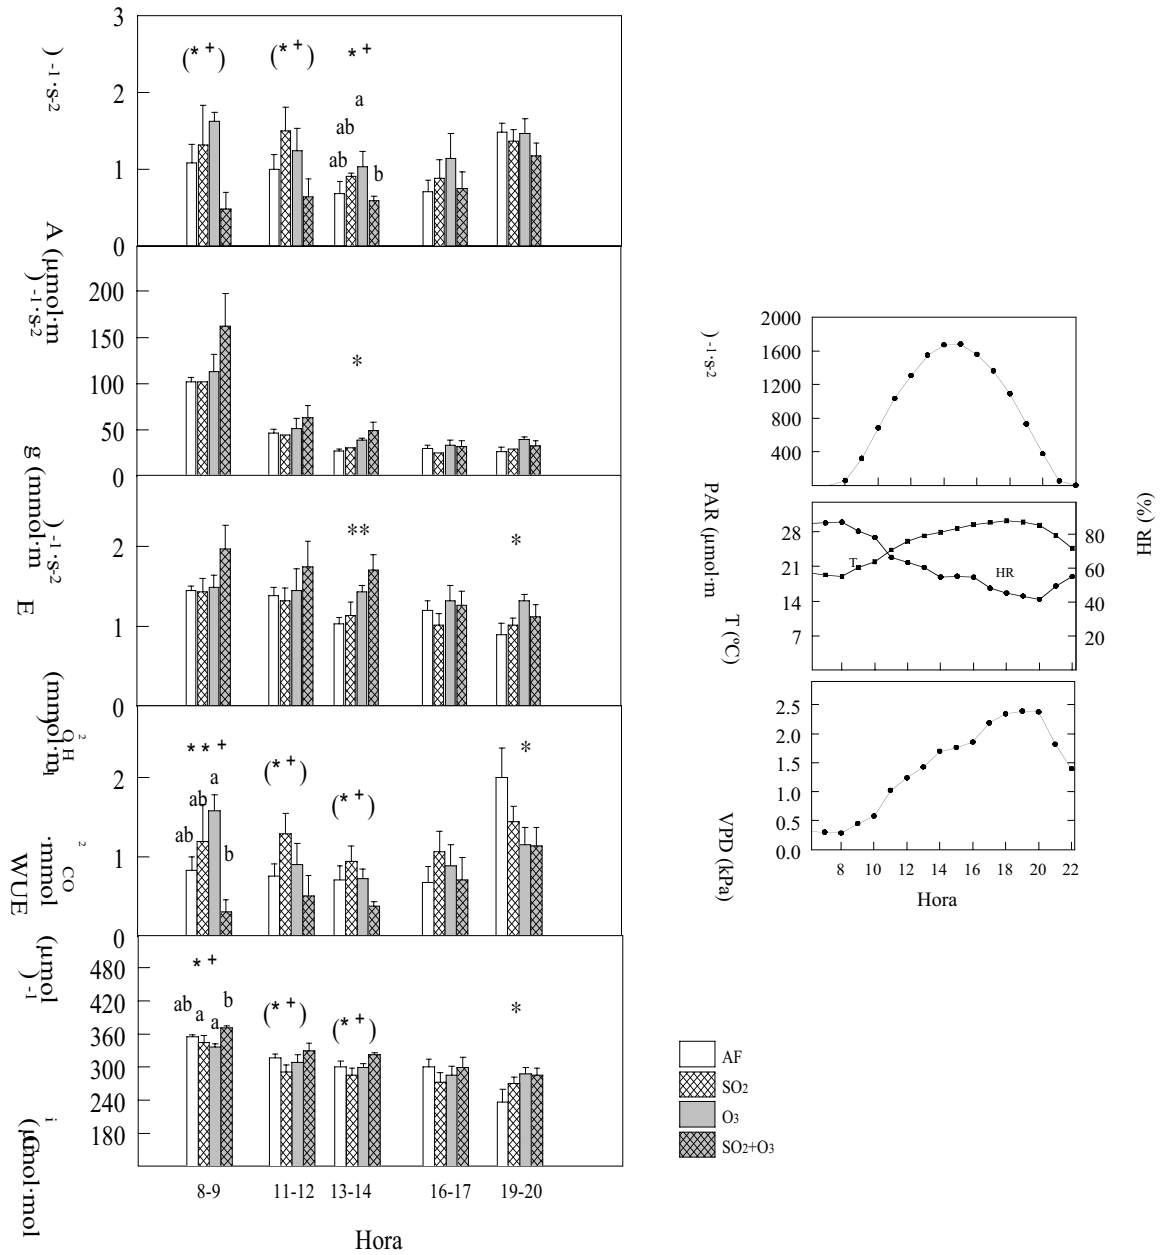 3
2
1
0
(* +)
(* +)
* +
a
ab
ab
b
A (μmol·m
-2·s-1)
200
150
100
50
0
*
g (mmol·m
-2·s-1)
2
1
0
**
*
E
(mmol·m
-2·s-1)
2
1
0
* * +
a
ab
ab
b
(* +)
(* +)
*
WUE
(μmol
CO2
·mmol
H2O
-1)
480
420
360
300
240
180
* +
ab
a
a
b
(* +)
(* +)
*
Ci
(μmol·mol
8-9
11-12
13-14
16-17
19-20
Hora
2000
1600
1200
800
400
PAR (μmol·m
-2·s-1)
28
21
14
7
T
HR
80
60
40
20
T (ºC)
HR (%)
2.5
2.0
1.5
1.0
0.5
0.0
VPD (kPa)
8
10
12
14
16
18
20
22
Hora
AF
SO2
O3
SO2+O3